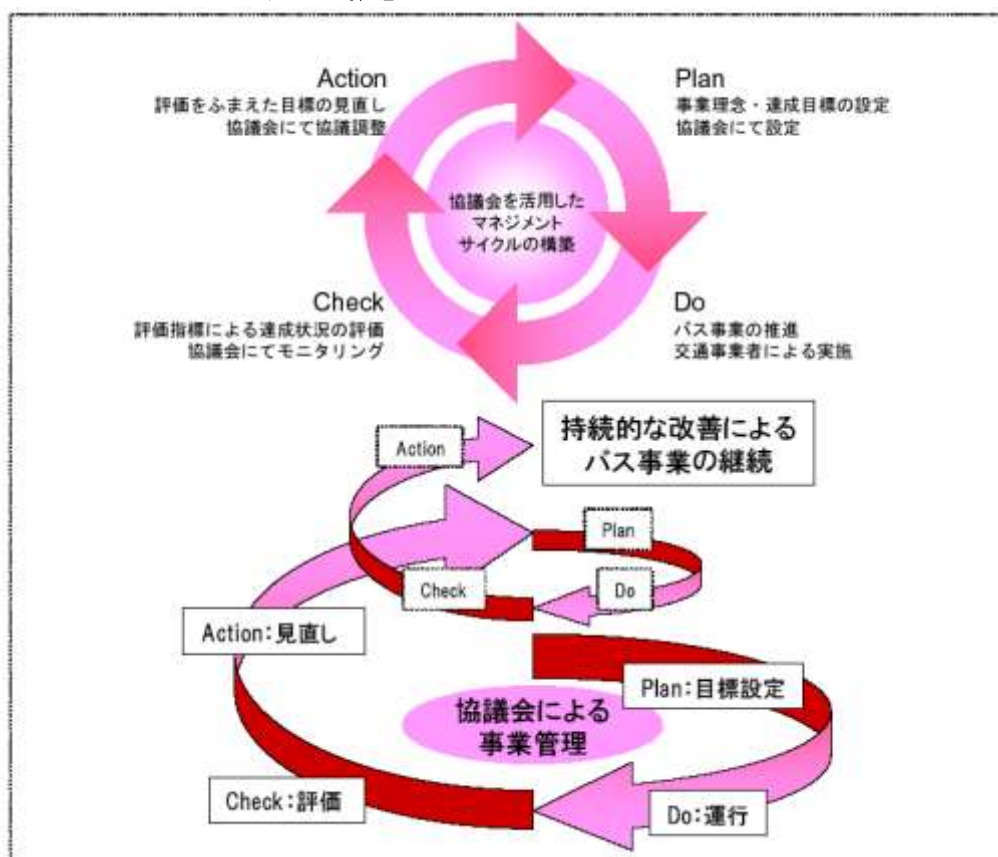 Action
評価をふまえた目標の見直し
協議会にて協議調整
Plan
事業理念・達成目標の設定
協議会にて設定
協議会を活用した
マネジメント
サイクルの構築
Check
評価指標による達成状況の評価
協議会にてモニタリング
Do
バス事業の推進
交通事業者による実施
持続的な改善による
バス事業の継続
Action
Plan
Check
Do
Action：見直し
Plan：目標設定
協議会による
事業管理
Check：評価
Do：運行